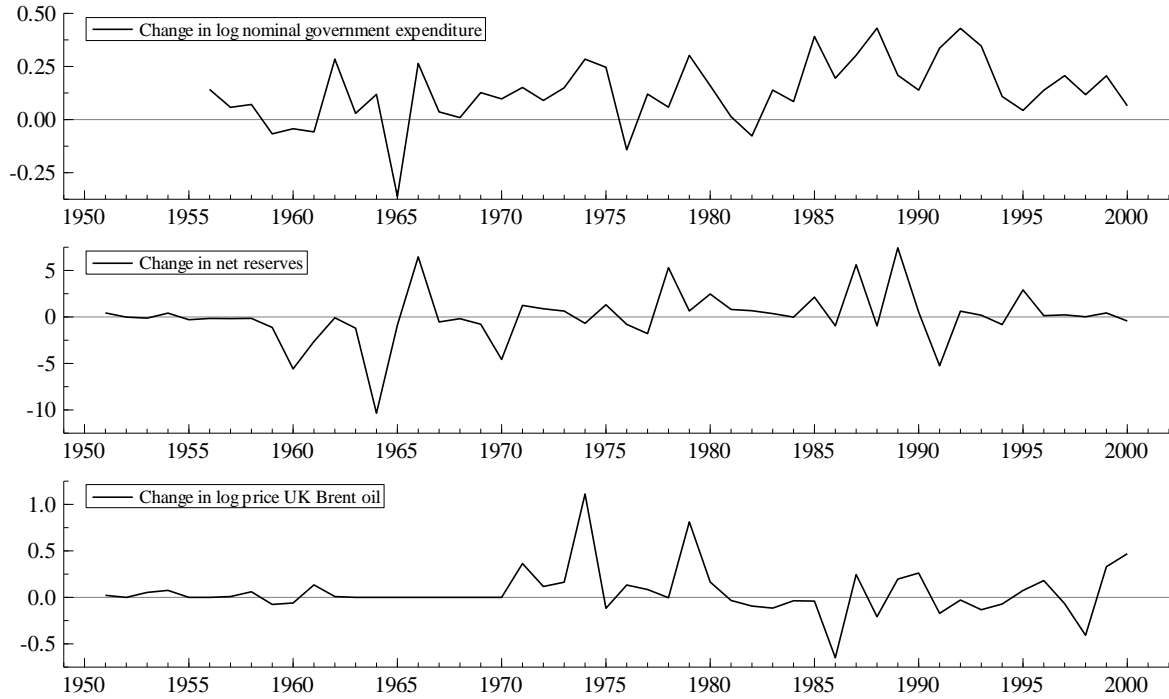 0.50
Change in log nominal government expenditure
0.25
0.00
-0.25
1950 1955 1960 1965 1970 1975 1980 1985 1990 1995 2000
Change in net reserves
5
0
-5
-10
1950 1955 1960 1965 1970 1975 1980 1985 1990 1995 2000
Change in log price UK Brent oil
1.0
0.5
0.0
-0.5
1950 1955 1960 1965 1970 1975 1980 1985 1990 1995 2000